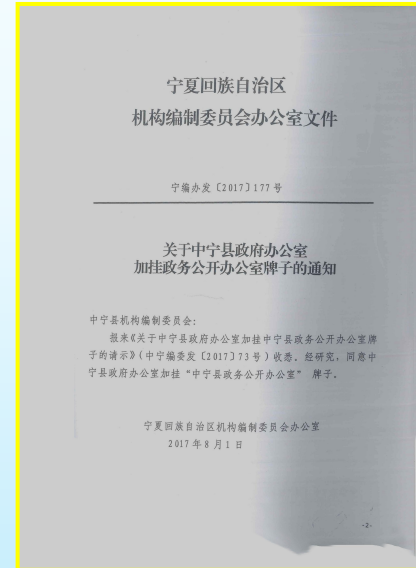 宁夏回族自治区
机构编制委员会办公室文件
宁编办发〔2017〕177号
关于中宁县政府办公室
加挂政务公开办公室牌子的通知
中宁县机构编制委员会:
报来《关于中宁县政府办公室加挂中宁县政务公开办公室牌
子的请示》(中宁编委发〔2017〕73号)收悉。经研究,同意中
宁县政府办公室加挂“中宁县政务公开办公室” 牌子。
宁夏回族自治区机构编制委员会办公室
2017年8月1日
-2-